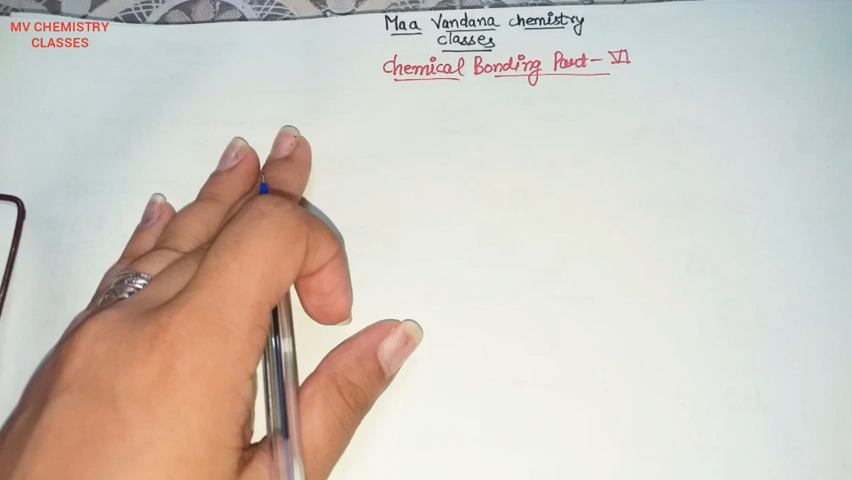 MV CHEMISTRY
CLASSES
Maa Vandana chemistry
classes
Chemical Bonding Part - VI